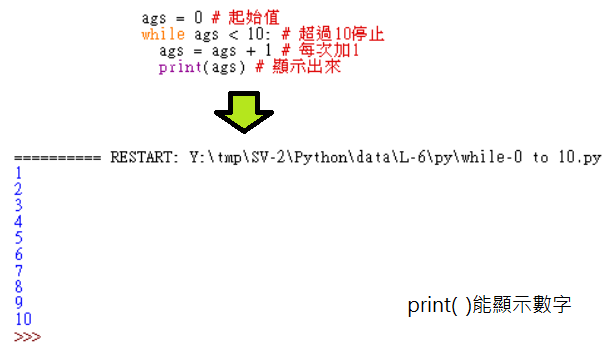 ags = 0 # 起始值
while ags < 10: # 超過10停止
  ags = ags + 1 # 每次加1
  print(ags) # 顯示出來
========== RESTART: Y:\tmp\SV-2\Python\data\L-6\py\while-0 to 10.py
1
2
3
4
5
6
7
8
9
10
>>>
print( )能顯示數字